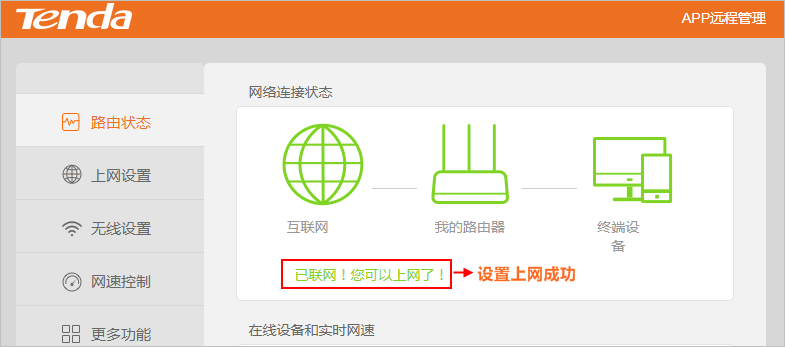 Tenda
APP远程管理
路由状态
上网设置
无线设置
网速控制
更多功能
网络连接状态
互联网
我的路由器
终端设
备
已联网！您可以上网了！
设置上网成功
在线设备和实时网速